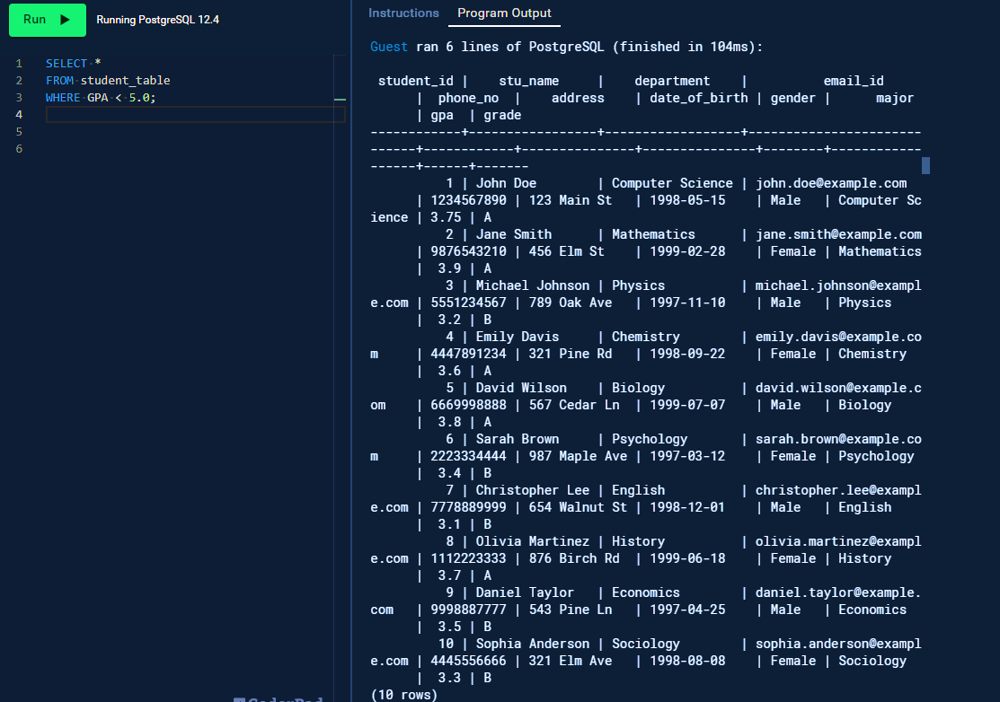 Run ▶ Running PostgreSQL 12.4
1 SELECT *
2 FROM student_table
3 WHERE GPA < 5.0;
4
5
6
Instructions Program Output
Guest ran 6 lines of PostgreSQL (finished in 104ms):
 student_id |    stu_name     |    department    |          email_id
      |  phone_no  |    address    | date_of_birth | gender |      major
      | gpa  | grade
------------+-----------------+------------------+-----------------------
------+------------+---------------+---------------+--------+------------
------+------+-------
          1 | John Doe        | Computer Science | john.doe@example.com
      | 1234567890 | 123 Main St   | 1998-05-15    | Male   | Computer Sc
ience | 3.75 | A
          2 | Jane Smith      | Mathematics      | jane.smith@example.com
      | 9876543210 | 456 Elm St    | 1999-02-28    | Female | Mathematics
      |  3.9 | A
          3 | Michael Johnson | Physics          | michael.johnson@exampl
e.com | 5551234567 | 789 Oak Ave   | 1997-11-10    | Male   | Physics
      |  3.2 | B
          4 | Emily Davis     | Chemistry        | emily.davis@example.co
m     | 4447891234 | 321 Pine Rd   | 1998-09-22    | Female | Chemistry
      |  3.6 | A
          5 | David Wilson    | Biology          | david.wilson@example.c
om    | 6669998888 | 567 Cedar Ln  | 1999-07-07    | Male   | Biology
      |  3.8 | A
          6 | Sarah Brown     | Psychology       | sarah.brown@example.co
m     | 2223334444 | 987 Maple Ave | 1997-03-12    | Female | Psychology
      |  3.4 | B
          7 | Christopher Lee | English          | christopher.lee@exampl
e.com | 7778889999 | 654 Walnut St | 1998-12-01    | Male   | English
      |  3.1 | B
          8 | Olivia Martinez | History          | olivia.martinez@exampl
e.com | 1112223333 | 876 Birch Rd  | 1999-06-18    | Female | History
      |  3.7 | A
          9 | Daniel Taylor   | Economics        | daniel.taylor@example.
com   | 9998887777 | 543 Pine Ln   | 1997-04-25    | Male   | Economics
      |  3.5 | B
         10 | Sophia Anderson | Sociology        | sophia.anderson@exampl
e.com | 4445556666 | 321 Elm Ave   | 1998-08-08    | Female | Sociology
      |  3.3 | B
(10 rows)